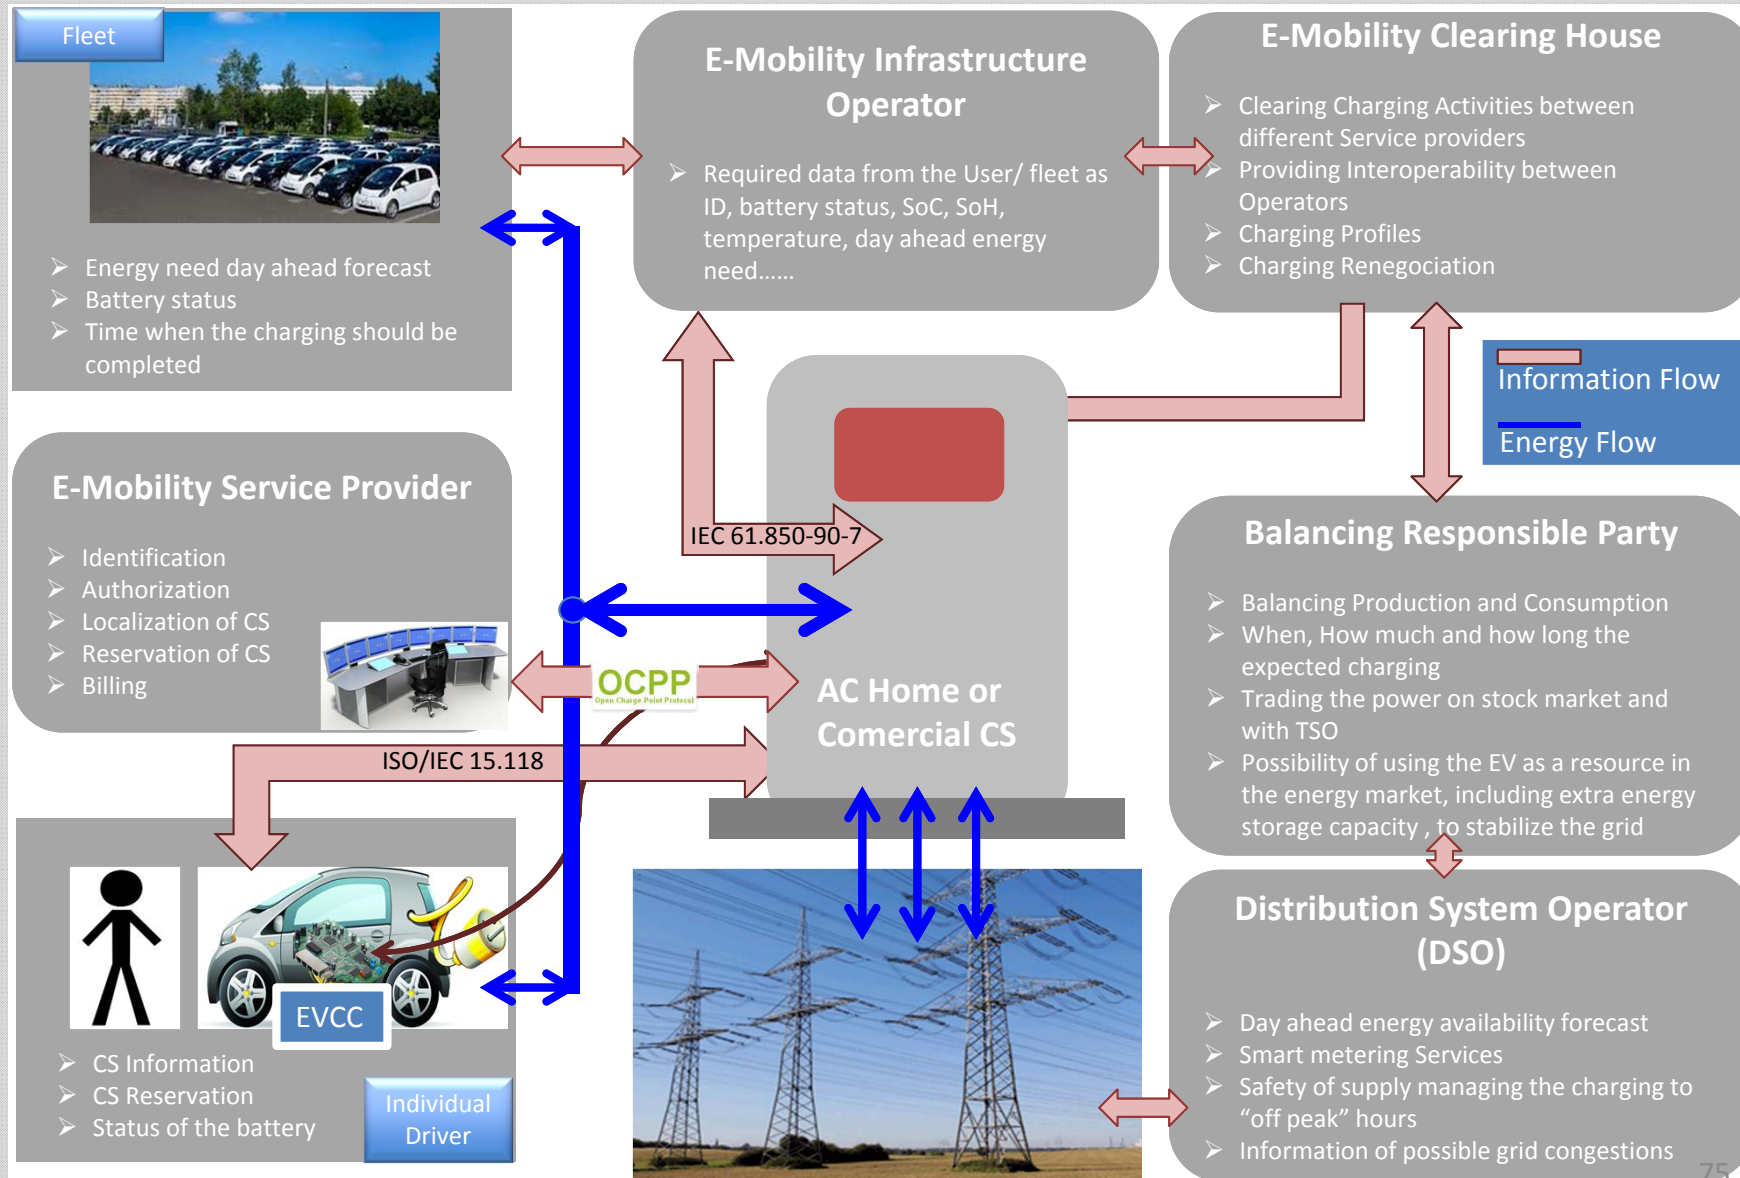 Fleet
Energy need day ahead forecast
Battery status
Time when the charging should be
completed
E-Mobility Infrastructure
Operator
Required data from the User/ fleet as
ID, battery status, SoC, SoH,
temperature, day ahead energy
need......
E-Mobility Clearing House
Clearing Charging Activities between
different Service providers
Providing Interoperability between
Operators
Charging Profiles
Charging Renegociation
Information Flow
Energy Flow
E-Mobility Service Provider
Identification
Authorization
Localization of CS
Reservation of CS
Billing
IEC 61.850-90-7
OCPP
Open Charge Point Protocol
AC Home or
Comercial CS
ISO/IEC 15.118
Balancing Responsible Party
Balancing Production and Consumption
When, How much and how long the
expected charging
Trading the power on stock market and
with TSO
Possibility of using the EV as a resource in
the energy market, including extra energy
storage capacity , to stabilize the grid
EVCC
CS Information
CS Reservation
Status of the battery
Individual
Driver
Distribution System Operator
(DSO)
Day ahead energy availability forecast
Smart metering Services
Safety of supply managing the charging to
“off peak” hours
Information of possible grid congestions
75